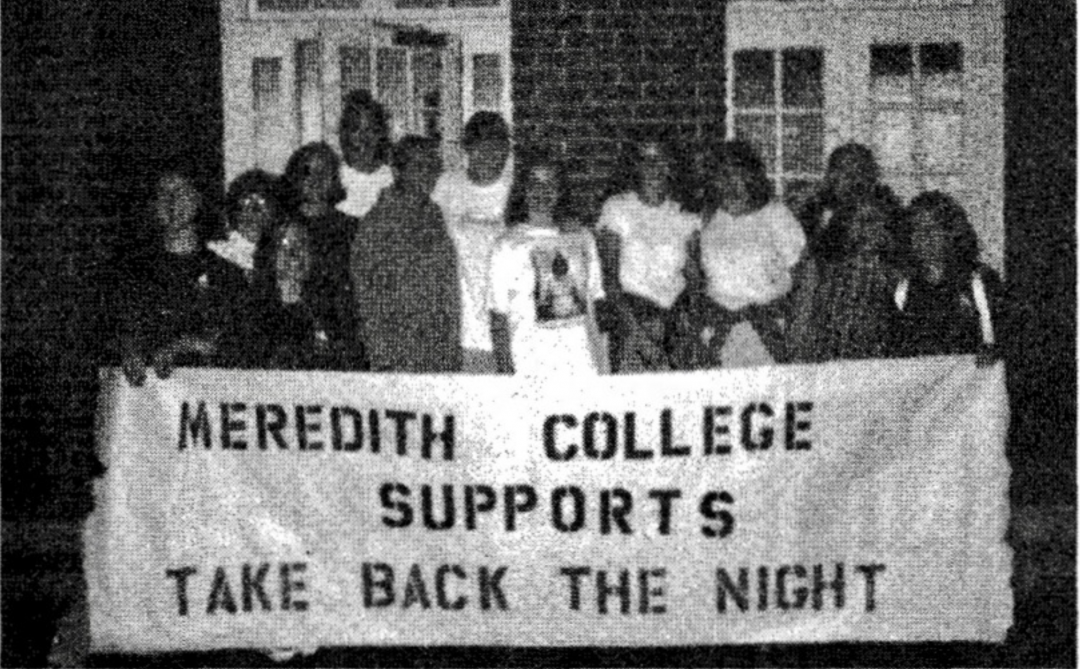 MEREDITH COLLEGE
SUPPORTS
TAKE BACK THE NIGHT